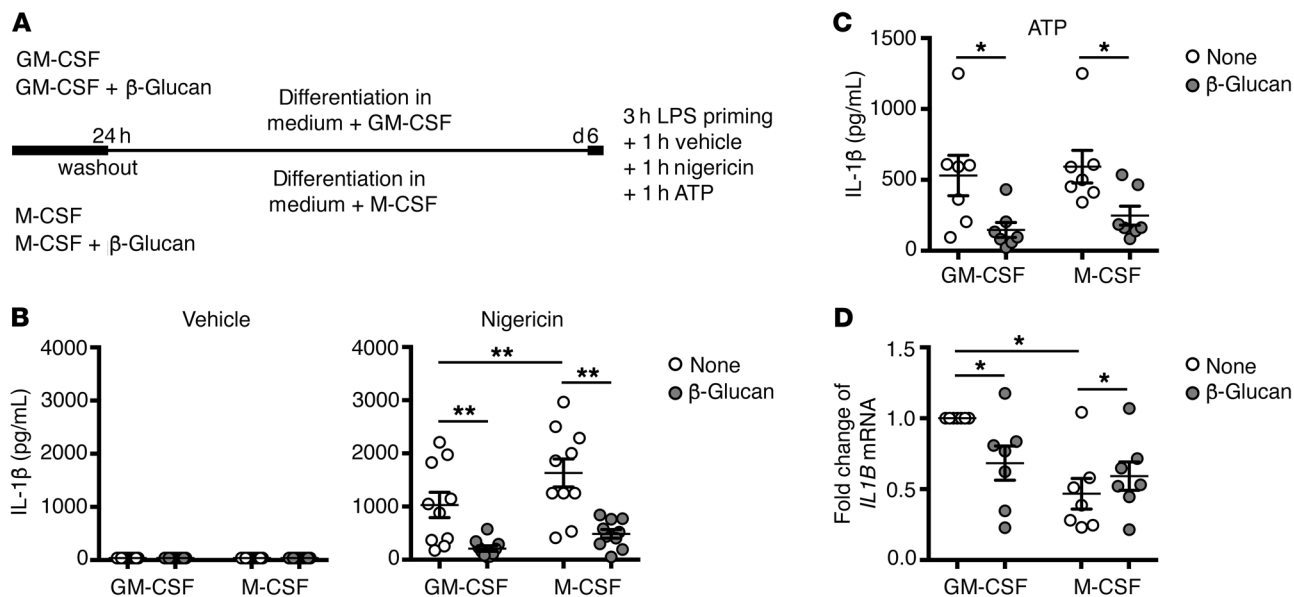 A
GM-CSF
GM-CSF + β-Glucan
Differentiation in
medium + GM-CSF
24 h
d 6
washout
Differentiation in
medium + M-CSF
M-CSF
M-CSF + β-Glucan
3 h LPS priming
+ 1 h vehicle
+ 1 h nigericin
+ 1 h ATP
B
Vehicle
IL-1β (pg/mL)
4000
3000
2000
1000
0
GM-CSF
M-CSF
Nigericin
4000
3000
2000
1000
0
**
**
**
GM-CSF
M-CSF
None
β-Glucan
C
ATP
IL-1β (pg/mL)
1500
1000
500
0
*
*
GM-CSF
M-CSF
None
β-Glucan
D
Fold change of
IL1B mRNA
1.5
1.0
0.5
0.0
*
*
*
GM-CSF
M-CSF
None
β-Glucan